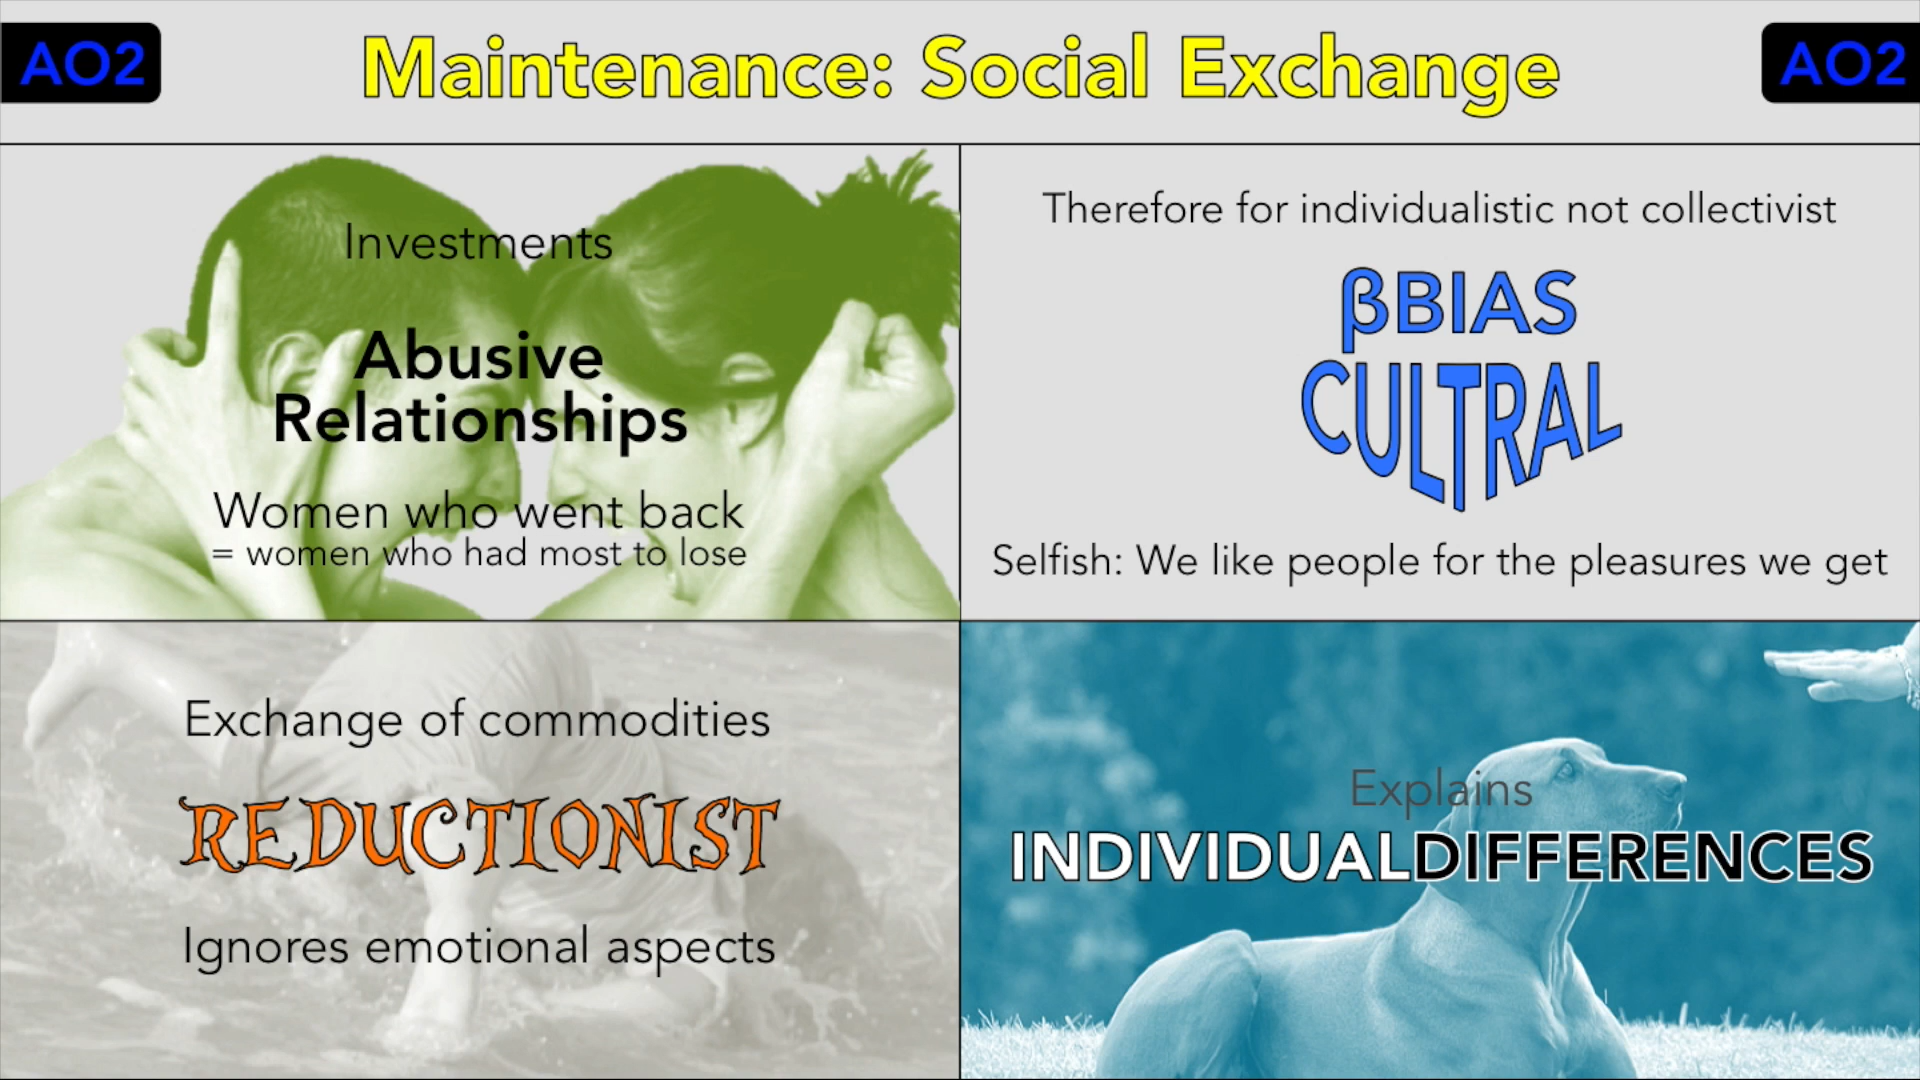 AO2
Maintenance: Social Exchange
AO2
Investments
Abusive
Relationships
Women who went back
= women who had most to lose
Therefore for individualistic not collectivist
βBIAS
CULTRAL
Selfish: We like people for the pleasures we get
Exchange of commodities
REDUCTIONIST
Ignores emotional aspects
Explains
INDIVIDUALDIFFERENCES